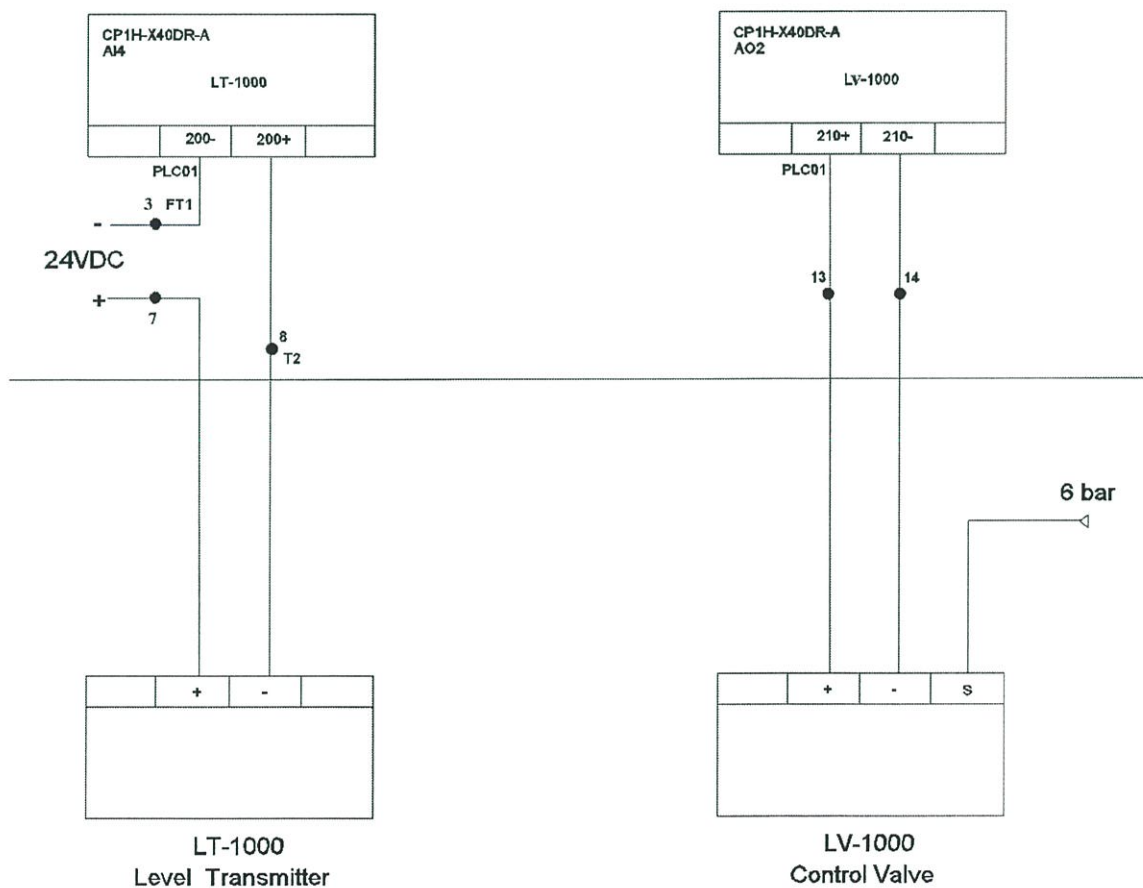 CP1H-X40DR-A
AI4
LT-1000
200-
200+
PLC01
3
FT1
-
24VDC
+
7
8
T2
+
-
LT-1000
Level Transmitter
CP1H-X40DR-A
AO2
LV-1000
210+
210-
PLC01
13
14
6 bar
+
-
S
LV-1000
Control Valve